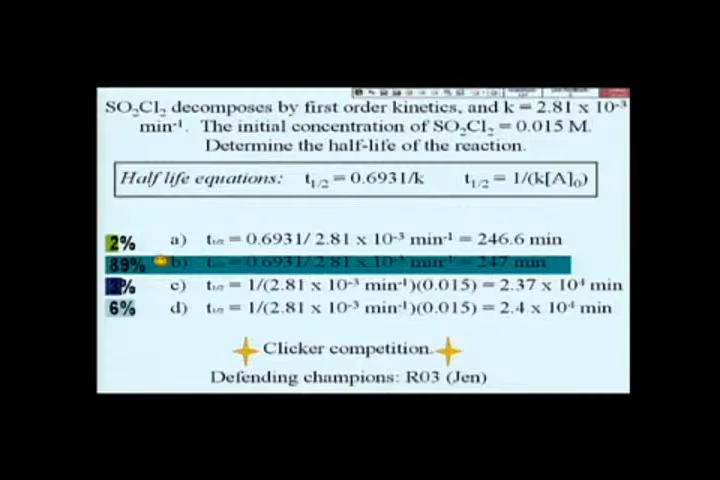 SO₂Cl₂ decomposes by first order kinetics, and k = 2.81 x 10⁻³
min⁻¹. The initial concentration of SO₂Cl₂ = 0.015 M.
Determine the half-life of the reaction.
Half life equations: t₁/₂ = 0.6931/k t₁/₂ = 1/(k[A]₀)
2% a) t₁/₂ = 0.6931/ 2.81 x 10⁻³ min⁻¹ = 246.6 min
89% b) t₁/₂ = 0.6931/ 2.81 x 10⁻³ min⁻¹ = 247 min
3% c) t₁/₂ = 1/(2.81 x 10⁻³ min⁻¹)(0.015) = 2.37 x 10⁴ min
6% d) t₁/₂ = 1/(2.81 x 10⁻³ min⁻¹)(0.015) = 2.4 x 10⁴ min
Clicker competition.
Defending champions: R03 (Jen)